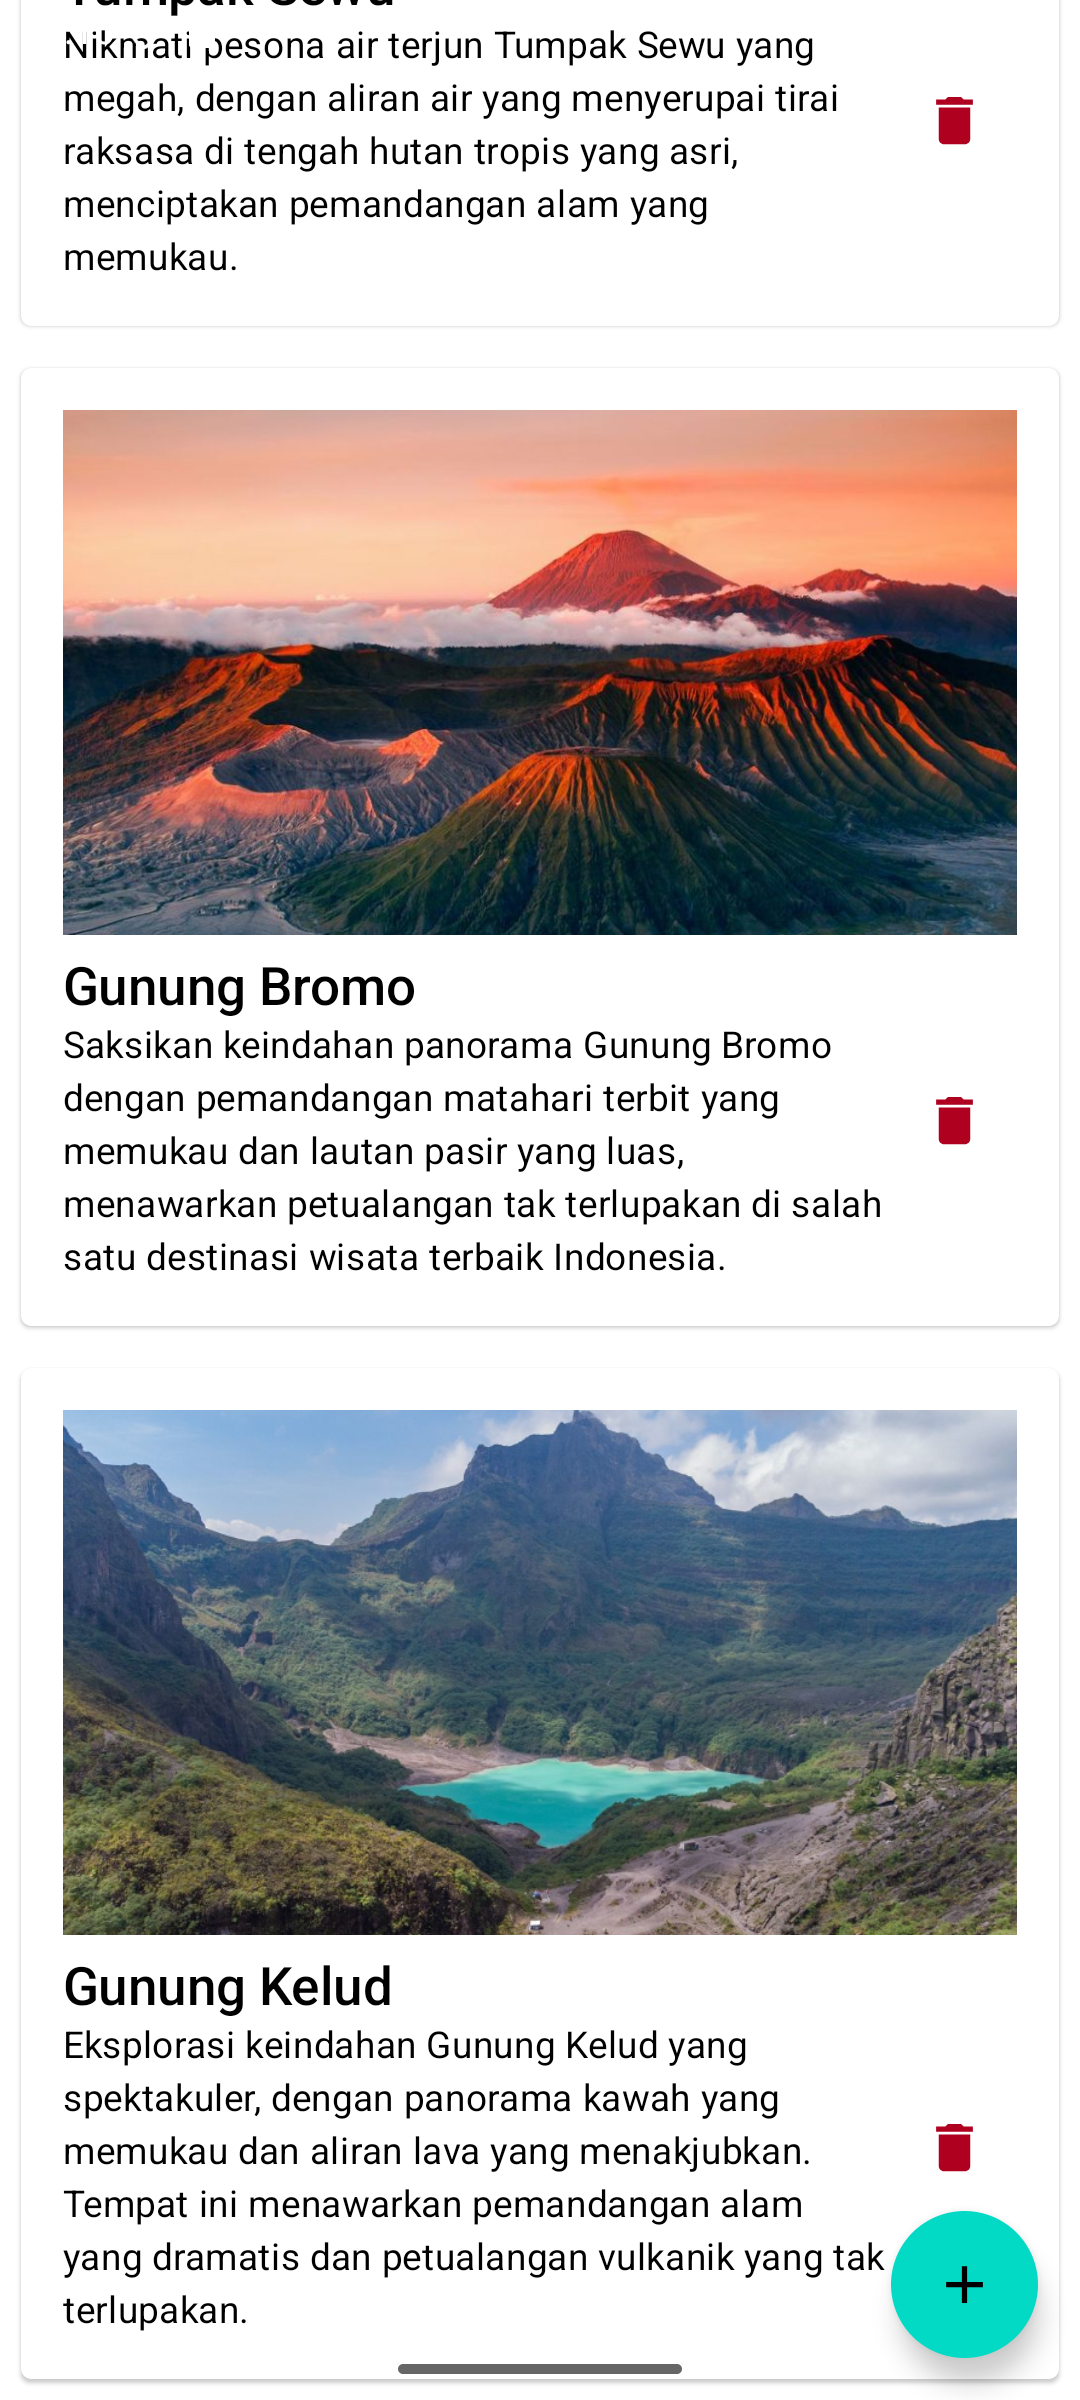 Tumpak Sewu
Nikmati pesona air terjun Tumpak Sewu yang
megah, dengan aliran air yang menyerupai tirai
raksasa di tengah hutan tropis yang asri,
menciptakan pemandangan alam yang
memukau.
Gunung Bromo
Saksikan keindahan panorama Gunung Bromo
dengan pemandangan matahari terbit yang
memukau dan lautan pasir yang luas,
menawarkan petualangan tak terlupakan di salah
satu destinasi wisata terbaik Indonesia.
Gunung Kelud
Eksplorasi keindahan Gunung Kelud yang
spektakuler, dengan panorama kawah yang
memukau dan aliran lava yang menakjubkan.
Tempat ini menawarkan pemandangan alam
yang dramatis dan petualangan vulkanik yang tak
terlupakan.